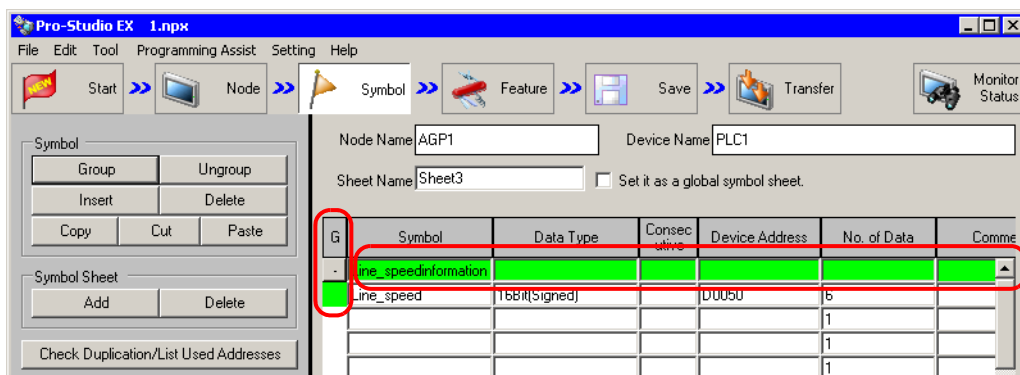 Pro-Studio EX 1.npx
File Edit Tool Programming Assist Setting Help
NEW Start Node Symbol Feature Save Transfer Monitor Status
Symbol
Group Ungroup
Insert Delete
Copy Cut Paste
Symbol Sheet
Add Delete
Check Duplication/List Used Addresses
Node Name AGP1 Device Name PLC1
Sheet Name Sheet3 Set it as a global symbol sheet.
G Symbol Data Type Consec utive Device Address No. of Data Comme
- Line_speedinformation
Line_speed 16Bit(Signed) D0050 6
1
1
1